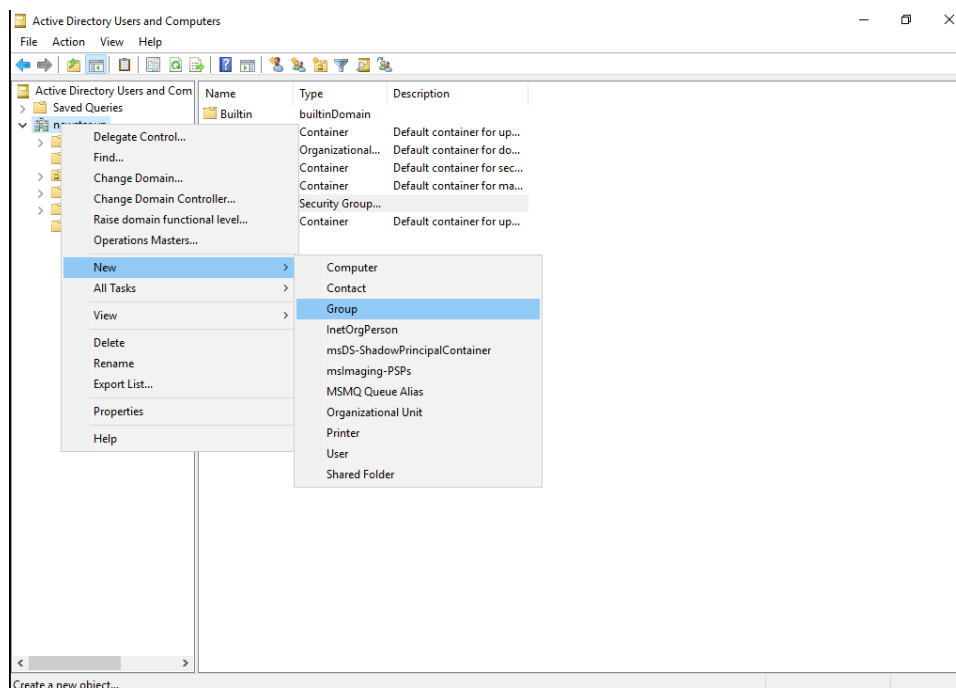 Active Directory Users and Computers
File Action View Help
Active Directory Users and Com
Saved Queries
Name Type Description
Builtin builtinDomain
Container Default container for up...
Organizational... Default container for do...
Container Default container for sec...
Container Default container for ma...
Security Group...
Container Default container for up...
Delegate Control...
Find...
Change Domain...
Change Domain Controller...
Raise domain functional level...
Operations Masters...
New
All Tasks
View
Delete
Rename
Export List...
Properties
Help
Computer
Contact
Group
InetOrgPerson
msDS-ShadowPrincipalContainer
msImaging-PSPs
MSMQ Queue Alias
Organizational Unit
Printer
User
Shared Folder
Create a new object...